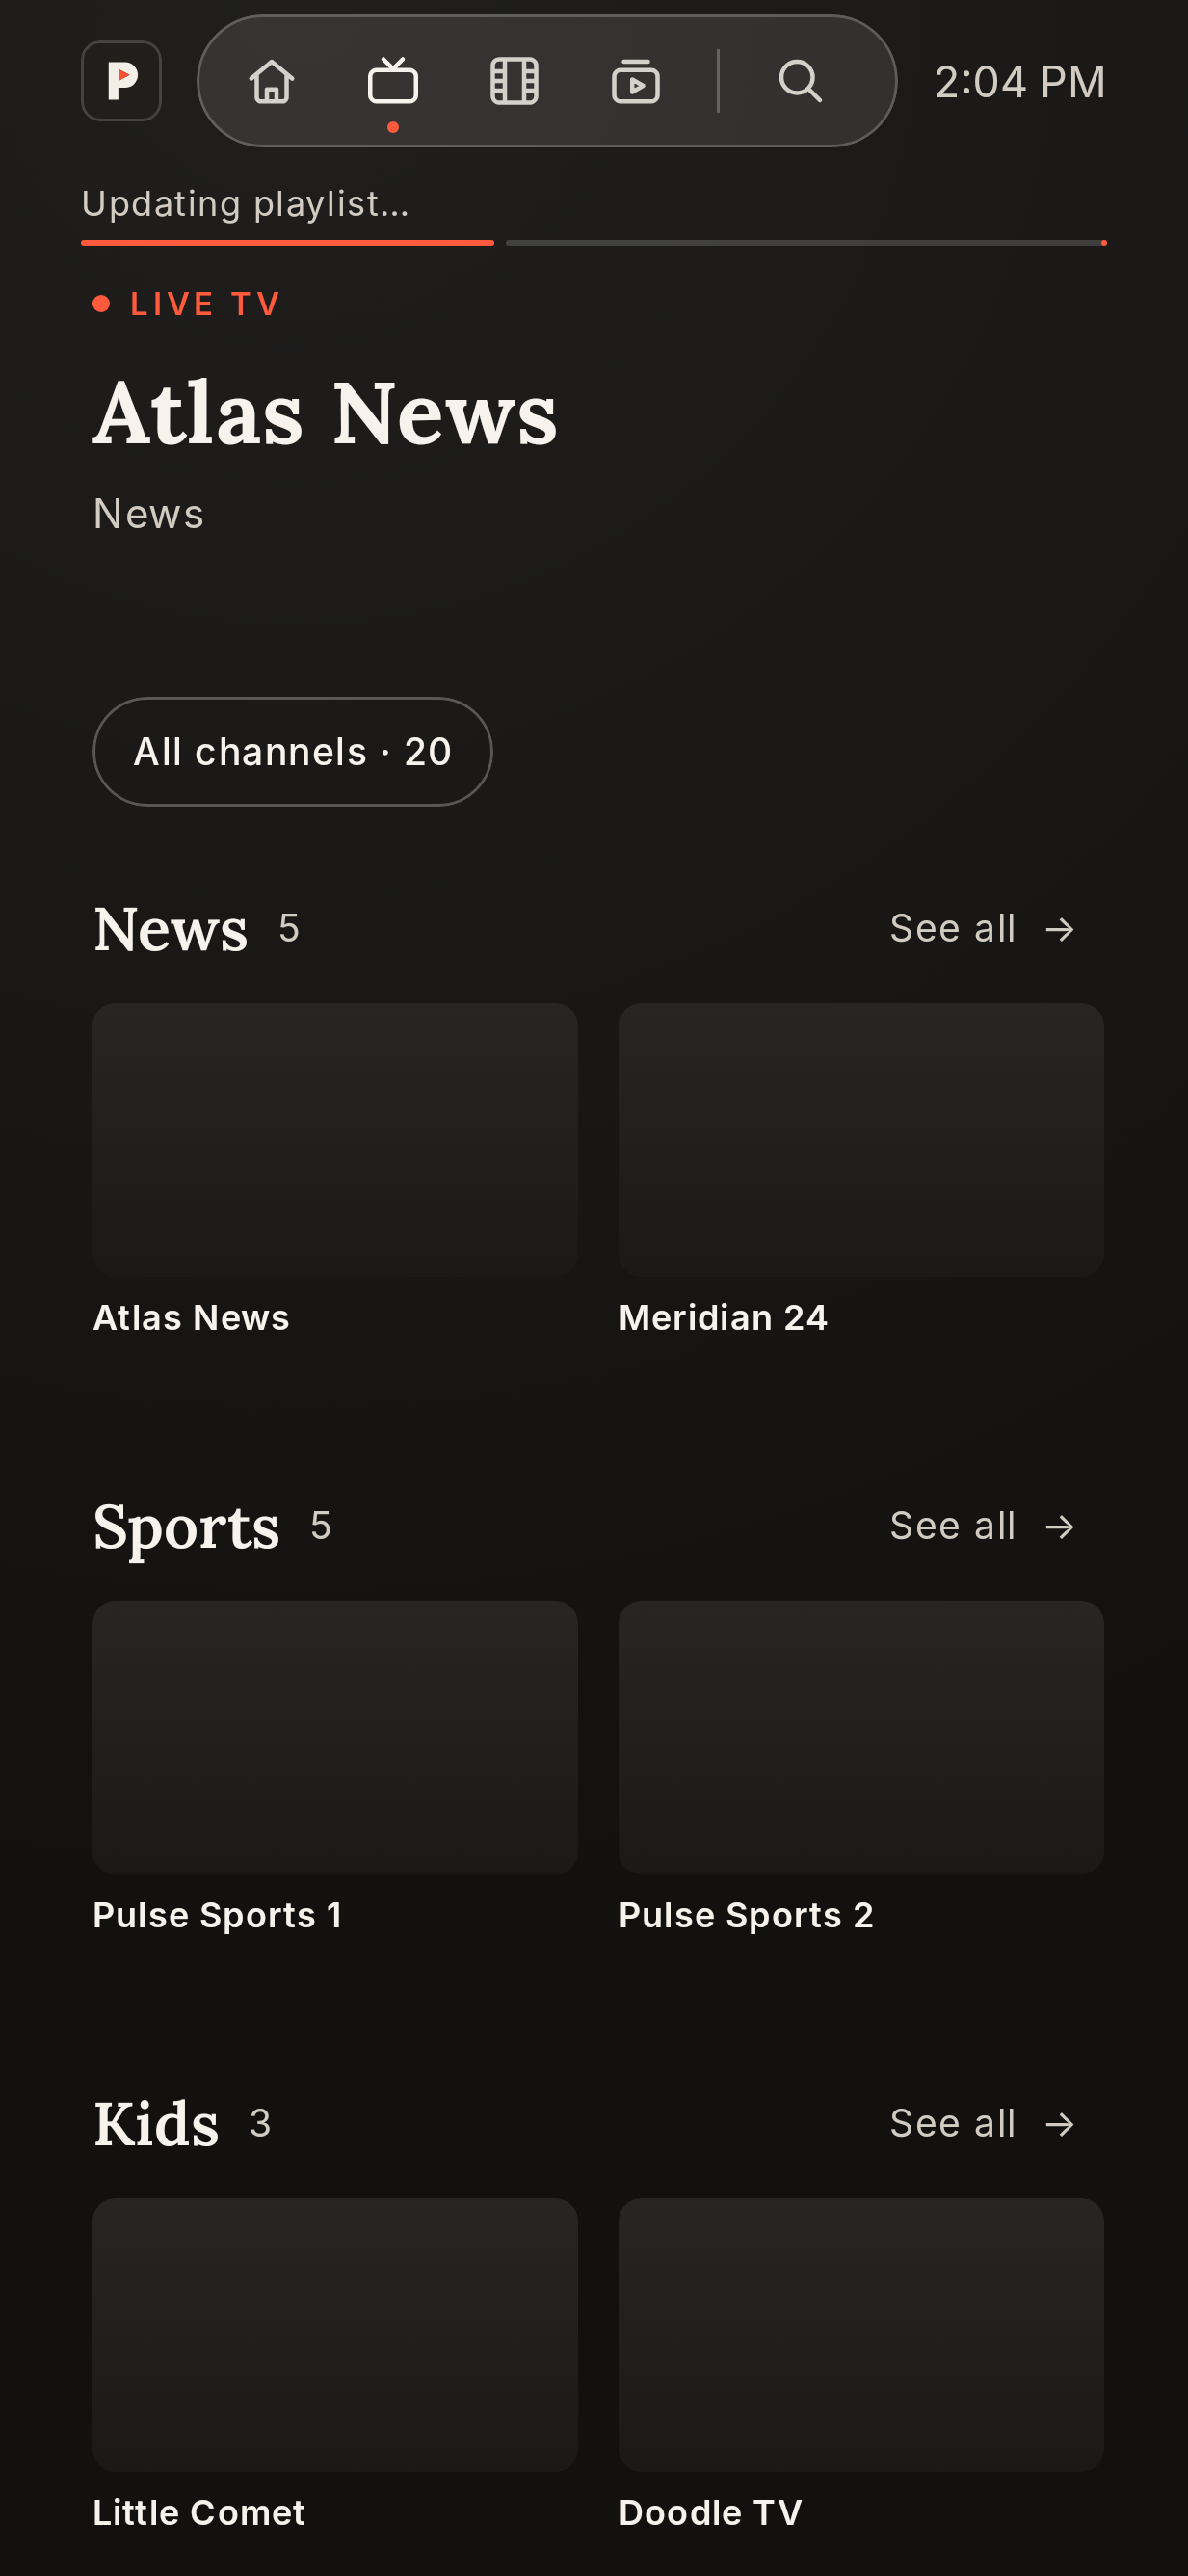 P
2:04 PM
Updating playlist...
LIVE TV
Atlas News
News
All channels · 20
News 5 See all →
Atlas News Meridian 24
Sports 5 See all →
Pulse Sports 1 Pulse Sports 2
Kids 3 See all →
Little Comet Doodle TV